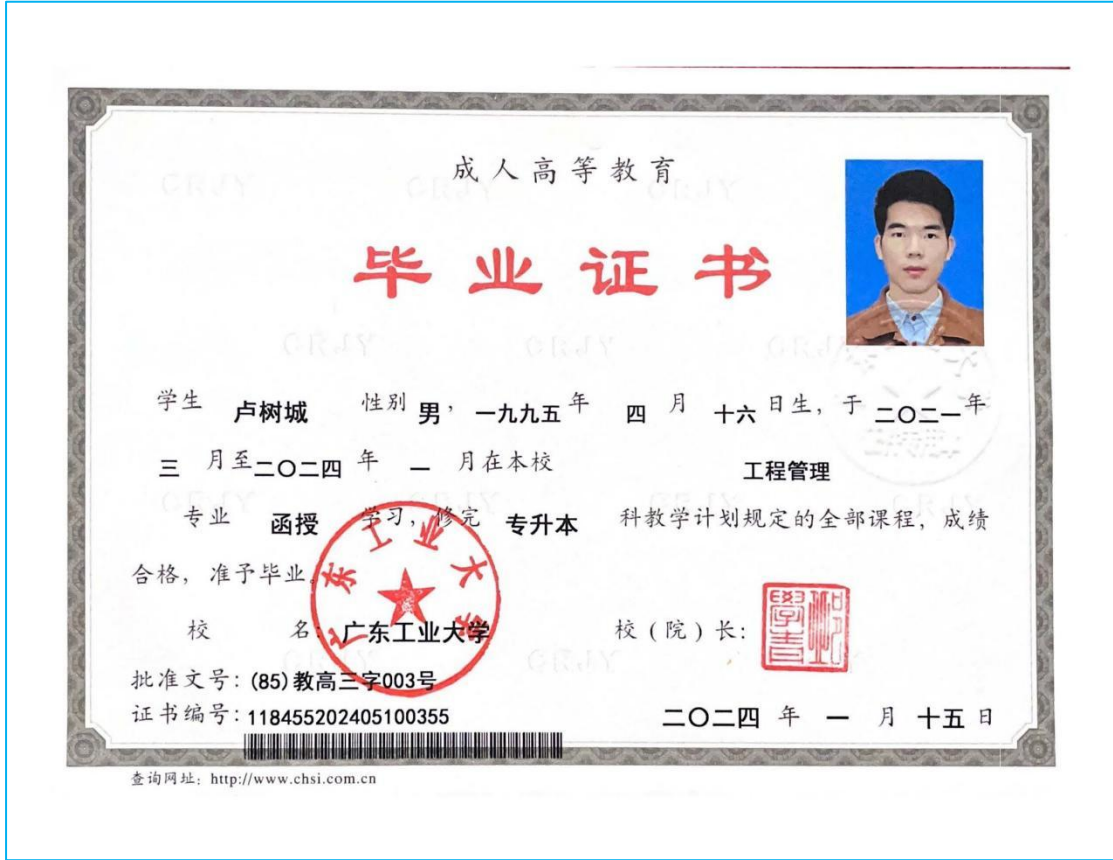 成人高等教育
毕业证书
学生 卢树城 性别 男, 一九九五 年 四 月 十六 日生, 于 二〇二一 年
三 月至 二〇二四 年 一 月在本校 工程管理
专业 函授 学习, 修完 专升本 科教学计划规定的全部课程, 成绩
合格, 准予毕业。
广东工业大学
校 名: 广东工业大学 校(院)长:
批准文号: (85)教高三字003号
证书编号: 118455202405100355
二〇二四 年 一 月 十五 日
查询网址: http://www.chsi.com.cn